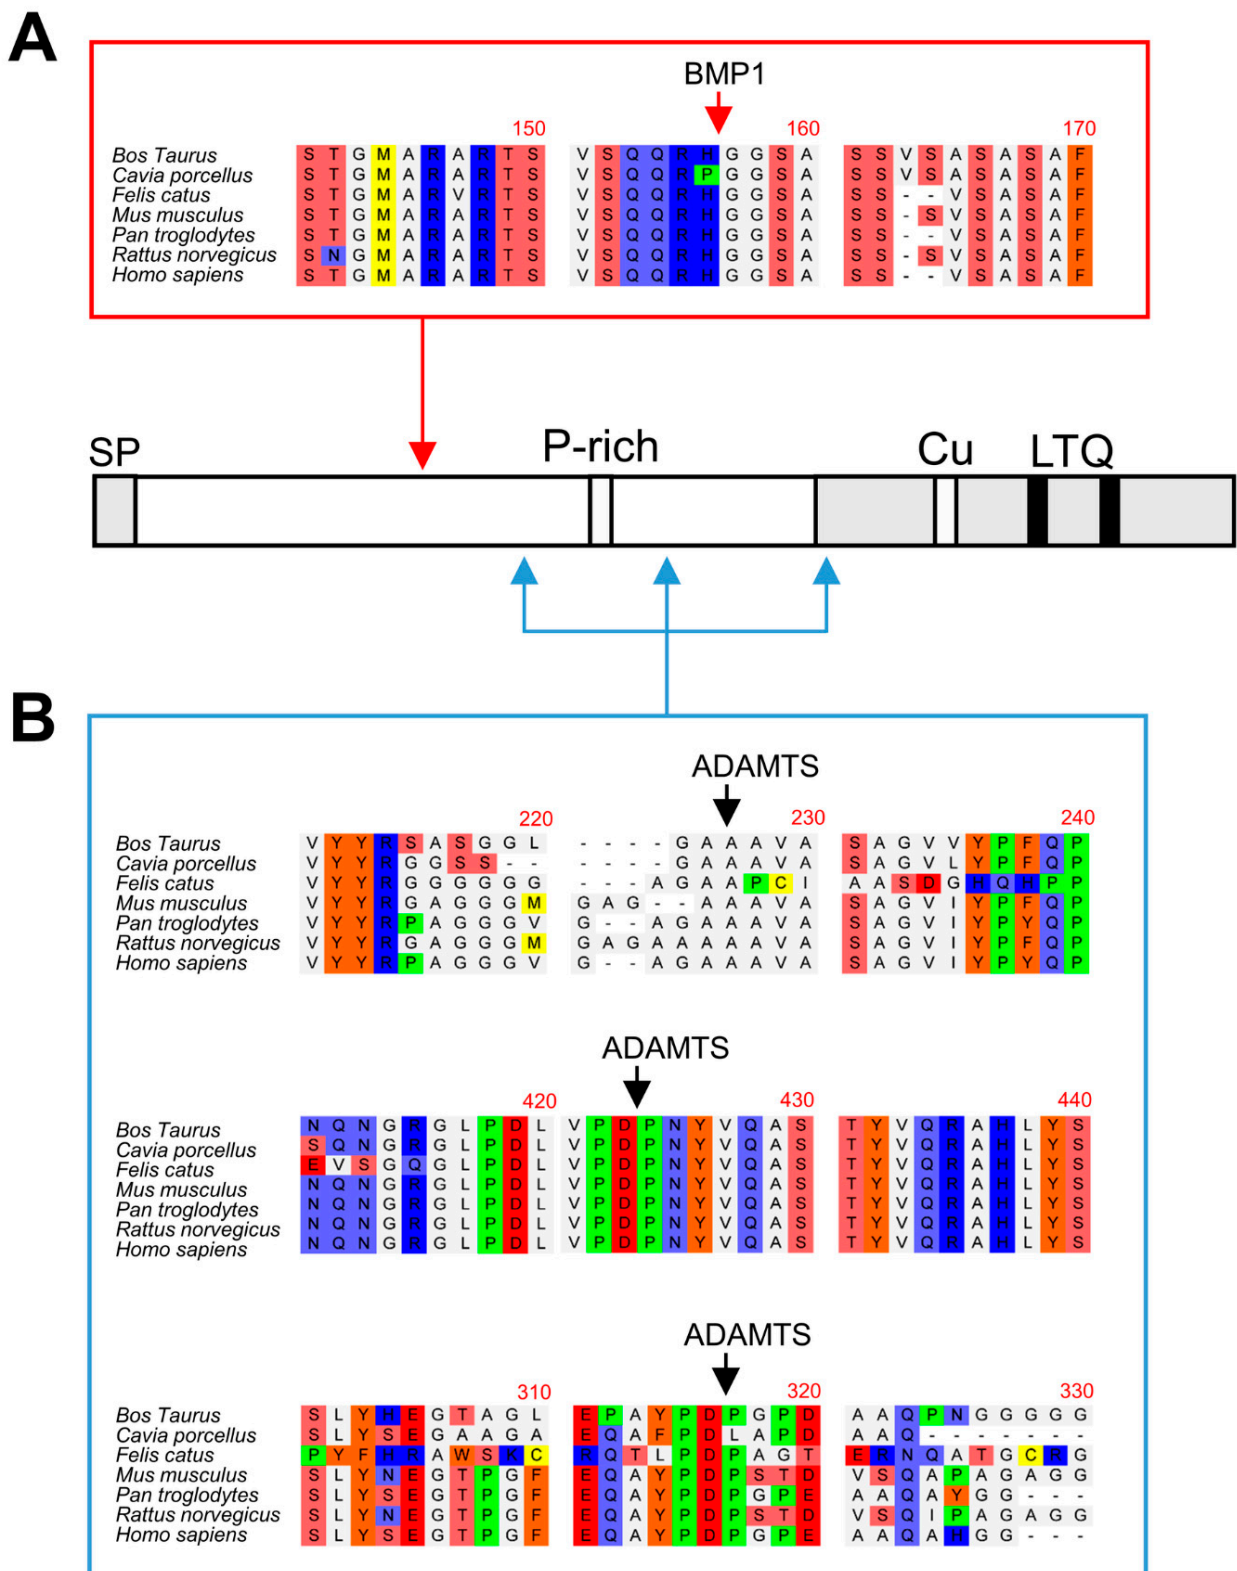 A
BMP1
150 160 170
Bos Taurus S T G M A R A R T S V S Q Q R H G G S A S S V S A S A S A F
Cavia porcellus S T G M A R A R T S V S Q Q R P G G S A S S V S A S A S A F
Felis catus S T G M A R V R T S V S Q Q R H G G S A S S - - V S A S A F
Mus musculus S T G M A R A R T S V S Q Q R H G G S A S S - S V S A S A F
Pan troglodytes S T G M A R A R T S V S Q Q R H G G S A S S - - V S A S A F
Rattus norvegicus S N G M A R A R T S V S Q Q R H G G S A S S - S V S A S A F
Homo sapiens S T G M A R A R T S V S Q Q R H G G S A S S - - V S A S A F
SP P-rich Cu LTQ
B
ADAMTS
220 230 240
Bos Taurus V Y Y R S A S G G L - - - - G A A A V A S A G V V Y P F Q P
Cavia porcellus V Y Y R G G S S - - - - - - G A A A V A S A G V L Y P F Q P
Felis catus V Y Y R G G G G G G - - - A G A A P C I A A S D G H Q H P P
Mus musculus V Y Y R G A G G G M G A G - - A A A V A S A G V I Y P F Q P
Pan troglodytes V Y Y R P A G G G V G - - A G A A A V A S A G V I Y P Y Q P
Rattus norvegicus V Y Y R G A G G G M G A G A A A A A V A S A G V I Y P F Q P
Homo sapiens V Y Y R P A G G G V G - - A G A A A V A S A G V I Y P Y Q P
ADAMTS
420 430 440
Bos Taurus N Q N G R G L P D L V P D P N Y V Q A S T Y V Q R A H L Y S
Cavia porcellus S Q N G R G L P D L V P D P N Y V Q A S T Y V Q R A H L Y S
Felis catus E V S G Q G L P D L V P D P N Y V Q A S T Y V Q R A H L Y S
Mus musculus N Q N G R G L P D L V P D P N Y V Q A S T Y V Q R A H L Y S
Pan troglodytes N Q N G R G L P D L V P D P N Y V Q A S T Y V Q R A H L Y S
Rattus norvegicus N Q N G R G L P D L V P D P N Y V Q A S T Y V Q R A H L Y S
Homo sapiens N Q N G R G L P D L V P D P N Y V Q A S T Y V Q R A H L Y S
ADAMTS
310 320 330
Bos Taurus S L Y H E G T A G L E P A Y P D P G P D A A Q P N G G G G G
Cavia porcellus S L Y S E G A A G A E Q A F P D L A P D A A Q - - - - - - -
Felis catus P Y F H R A W S K C R Q T L P D P A G T E R N Q A T G C R G
Mus musculus S L Y N E G T P G F E Q A Y P D P S T D V S Q A P A G A G G
Pan troglodytes S L Y S E G T P G F E Q A Y P D P G P E A A Q A Y G G - - -
Rattus norvegicus S L Y N E G T P G F E Q A Y P D P S T D V S Q I P A G A G G
Homo sapiens S L Y S E G T P G F E Q A Y P D P G P E A A Q A H G G - - -